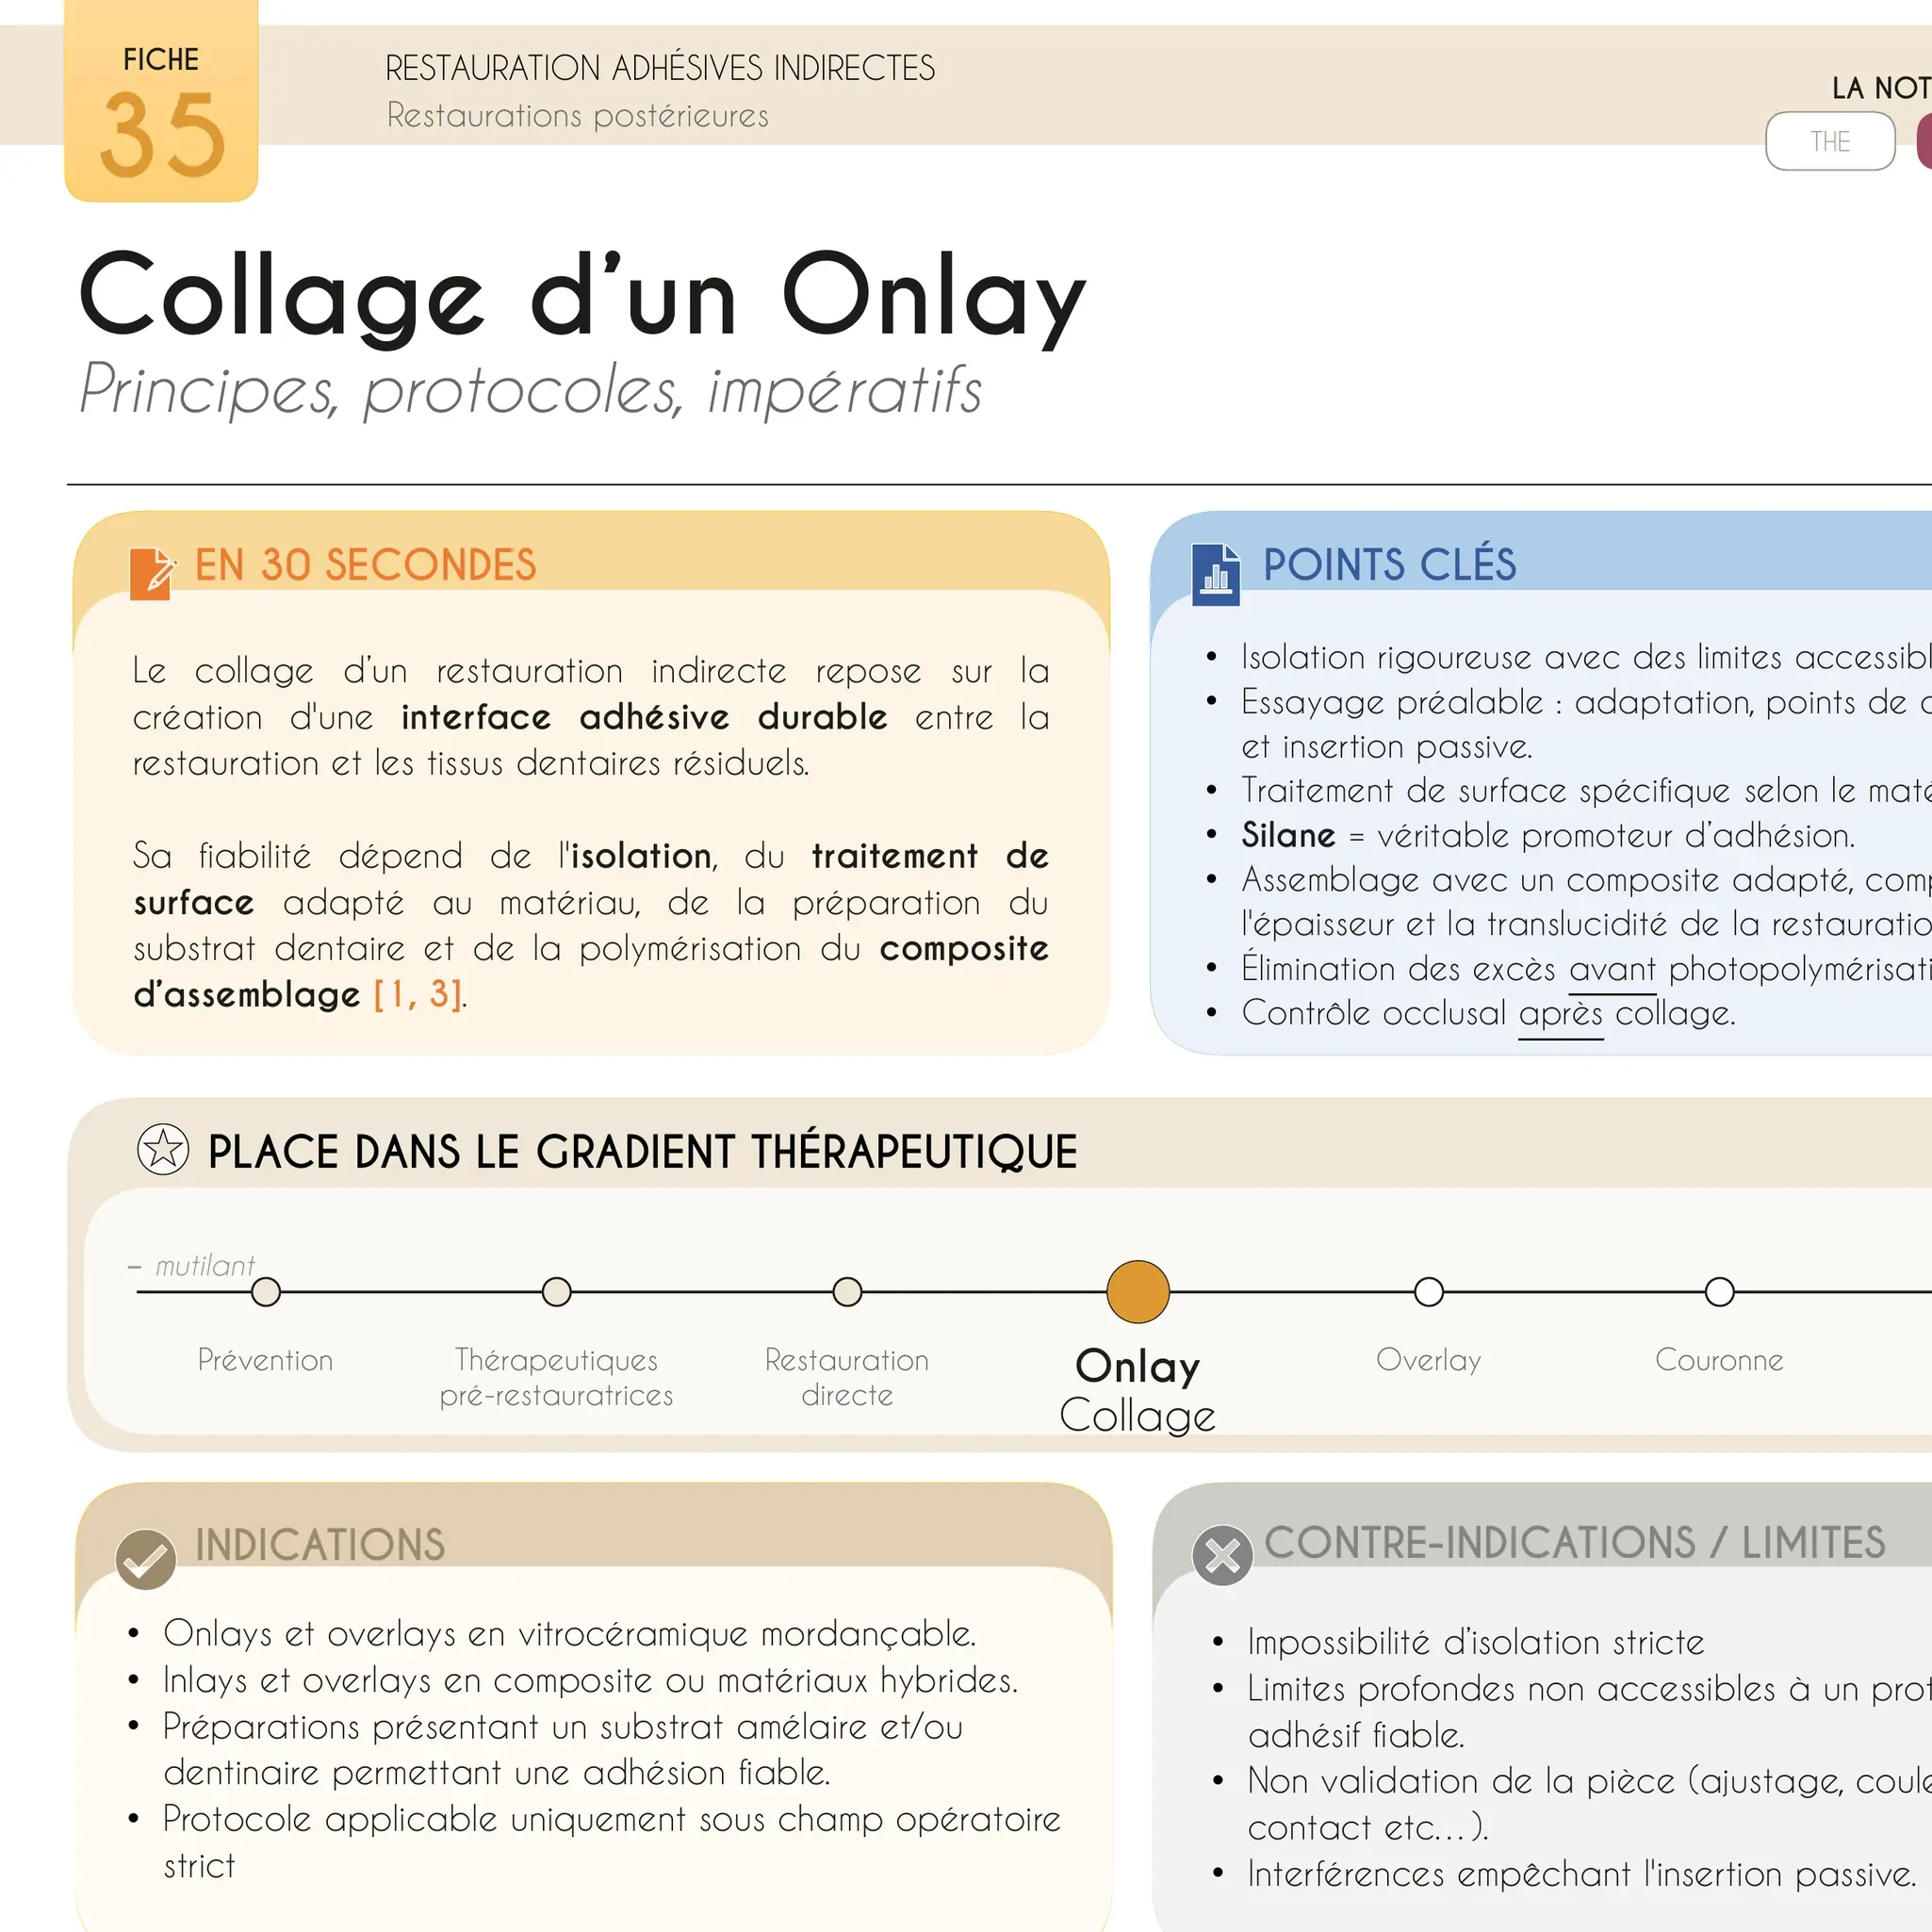 FICHE
35
RESTAURATION ADHÉSIVES INDIRECTES
Restaurations postérieures
LA
THE
Collage d’un Onlay
Principes, protocoles, impératifs
EN 30 SECONDES
Le collage d’un restauration indirecte repose sur la
création d'une interface adhésive durable entre la
restauration et les tissus dentaires résiduels.
Sa fiabilité dépend de l'isolation, du traitement de
surface adapté au matériau, de la préparation du
substrat dentaire et de la polymérisation du composite
d’assemblage [1, 3].
POINTS CLÉS
• Isolation rigoureuse avec des limites
• Essayage préalable : adaptation, points de
et insertion passive.
• Traitement de surface spécifique selon le
• Silane = véritable promoteur d’adhésion.
• Assemblage avec un composite adapté,
l'épaisseur et la translucidité de la
• Élimination des excès avant
• Contrôle occlusal après collage.
PLACE DANS LE GRADIENT THÉRAPEUTIQUE
– mutilant
Prévention
Thérapeutiques
pré-restauratrices
Restauration
directe
Onlay
Collage
Overlay
Couronne
INDICATIONS
• Onlays et overlays en vitrocéramique mordançable.
• Inlays et overlays en composite ou matériaux hybrides.
• Préparations présentant un substrat amélaire et/ou
dentinaire permettant une adhésion fiable.
• Protocole applicable uniquement sous champ opératoire
strict
CONTRE-INDICATIONS / LIMITES
• Impossibilité d’isolation stricte
• Limites profondes non accessibles à un
adhésif fiable.
• Non validation de la pièce (ajustage,
contact etc…).
• Interférences empêchant l'insertion passive.